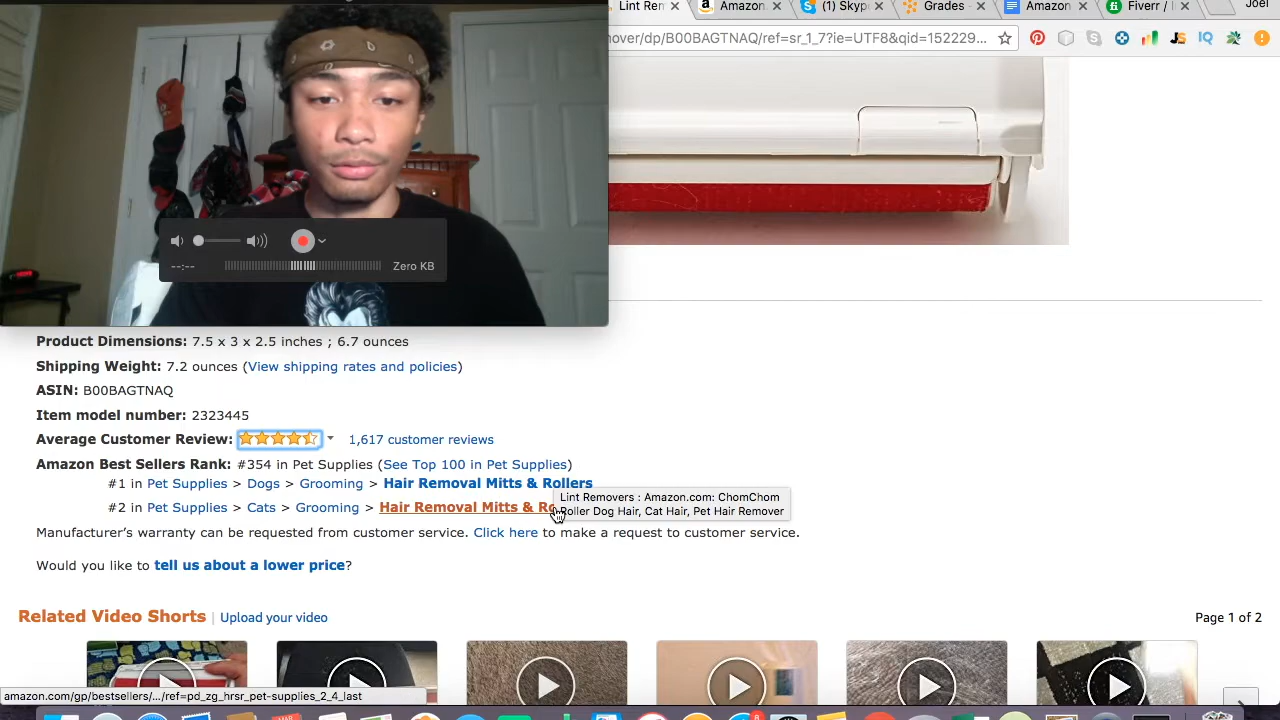 Lint Rem
Amazon.
(1) Skyp
Grades -
Amazon
Fiverr /
Joel
over/dp/B00BAGTNAQ/ref=sr_1_7?ie=UTF8&qid=152229...
--:--
Zero KB
Product Dimensions: 7.5 x 3 x 2.5 inches ; 6.7 ounces
Shipping Weight: 7.2 ounces (View shipping rates and policies)
ASIN: B00BAGTNAQ
Item model number: 2323445
Average Customer Review: 1,617 customer reviews
Amazon Best Sellers Rank: #354 in Pet Supplies (See Top 100 in Pet Supplies)
#1 in Pet Supplies > Dogs > Grooming > Hair Removal Mitts & Rollers
#2 in Pet Supplies > Cats > Grooming > Hair Removal Mitts & Ro
Lint Removers : Amazon.com: ChomChom
Roller Dog Hair, Cat Hair, Pet Hair Remover
Manufacturer's warranty can be requested from customer service. Click here to make a request to customer service.
Would you like to tell us about a lower price?
Related Video Shorts | Upload your video
Page 1 of 2
amazon.com/gp/bestsellers/.../ref=pd_zg_hrsr_pet-supplies_2_4_last